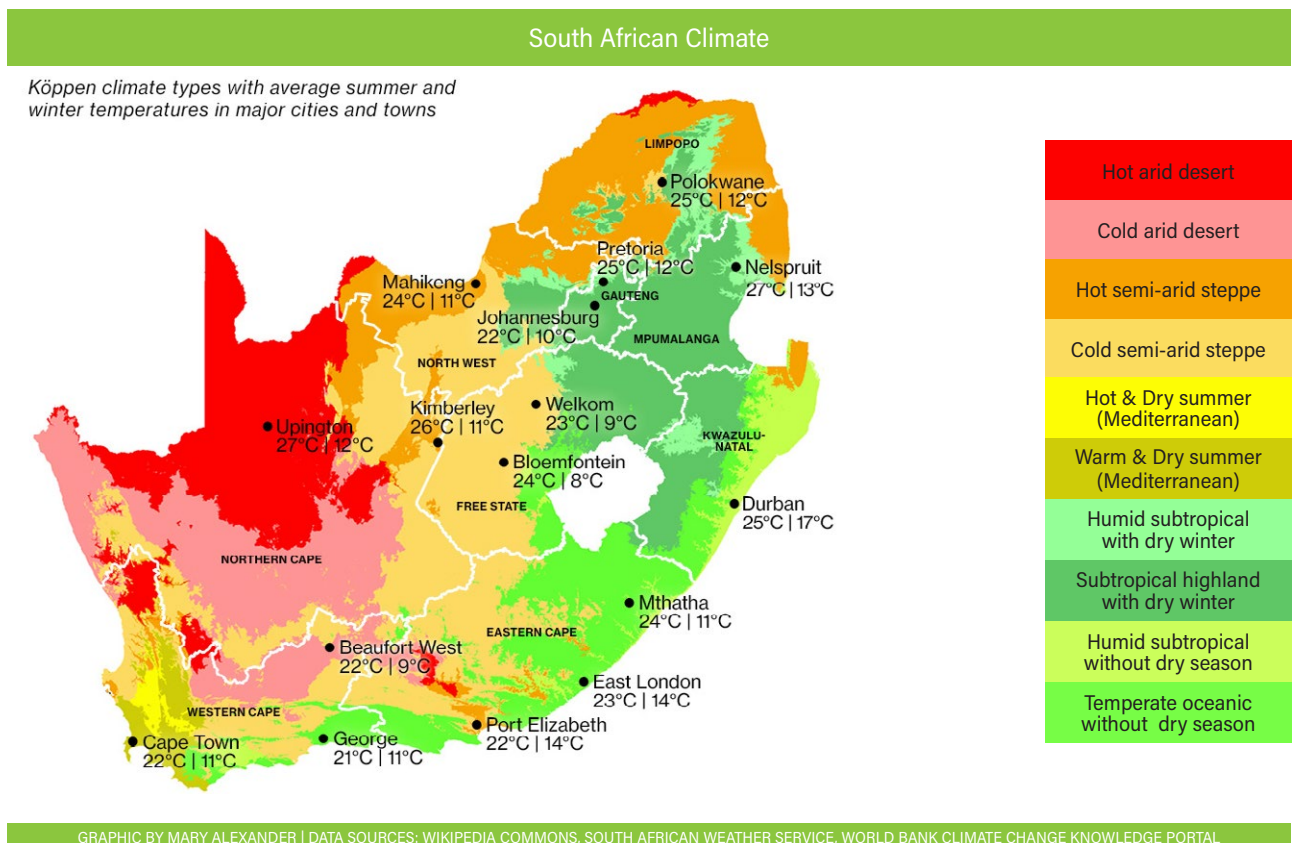 South African Climate
Köppen climate types with average summer and
winter temperatures in major cities and towns
LIMPOPO
Polokwane
25°C | 12°C
Pretoria
25°C | 12°C
Nelspruit
27°C | 13°C
Mahikeng
24°C | 11°C
GAUTENG
Johannesburg
22°C | 10°C
MPUMALANGA
NORTH WEST
Kimberley
26°C | 11°C
Welkom
23°C | 9°C
Upington
27°C | 12°C
KWAZULU-
NATAL
Bloemfontein
24°C | 8°C
FREE STATE
Durban
25°C | 17°C
NORTHERN CAPE
Mthatha
24°C | 11°C
EASTERN CAPE
Beaufort West
22°C | 9°C
East London
23°C | 14°C
WESTERN CAPE
Port Elizabeth
22°C | 14°C
Cape Town
22°C | 11°C
George
21°C | 11°C
Hot arid desert
Cold arid desert
Hot semi-arid steppe
Cold semi-arid steppe
Hot & Dry summer
(Mediterranean)
Warm & Dry summer
(Mediterranean)
Humid subtropical
with dry winter
Subtropical highland
with dry winter
Humid subtropical
without dry season
Temperate oceanic
without dry season
GRAPHIC BY MARY ALEXANDER | DATA SOURCES: WIKIPEDIA COMMONS, SOUTH AFRICAN WEATHER SERVICE, WORLD BANK CLIMATE CHANGE KNOWLEDGE PORTAL